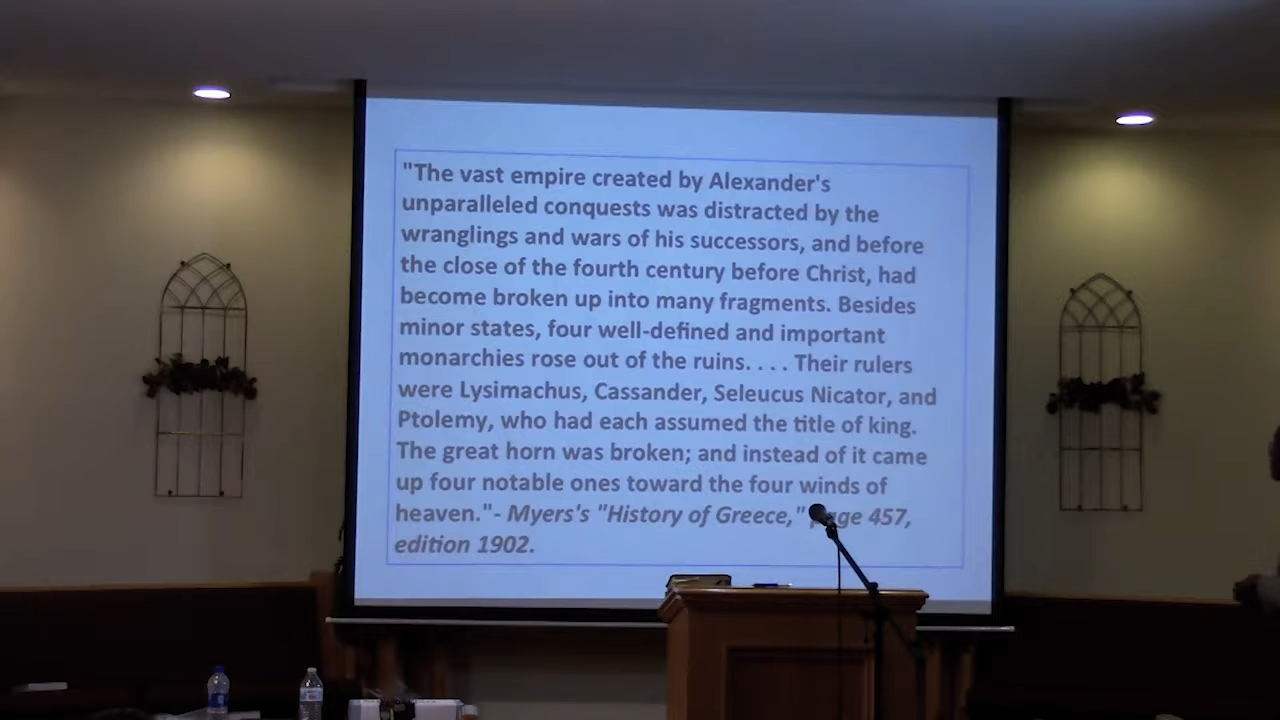 "The vast empire created by Alexander's
unparalleled conquests was distracted by the
wranglings and wars of his successors, and before
the close of the fourth century before Christ, had
become broken up into many fragments. Besides
minor states, four well-defined and important
monarchies rose out of the ruins. . . . Their rulers
were Lysimachus, Cassander, Seleucus Nicator, and
Ptolemy, who had each assumed the title of king.
The great horn was broken; and instead of it came
up four notable ones toward the four winds of
heaven."- Myers's "History of Greece," page 457,
edition 1902.